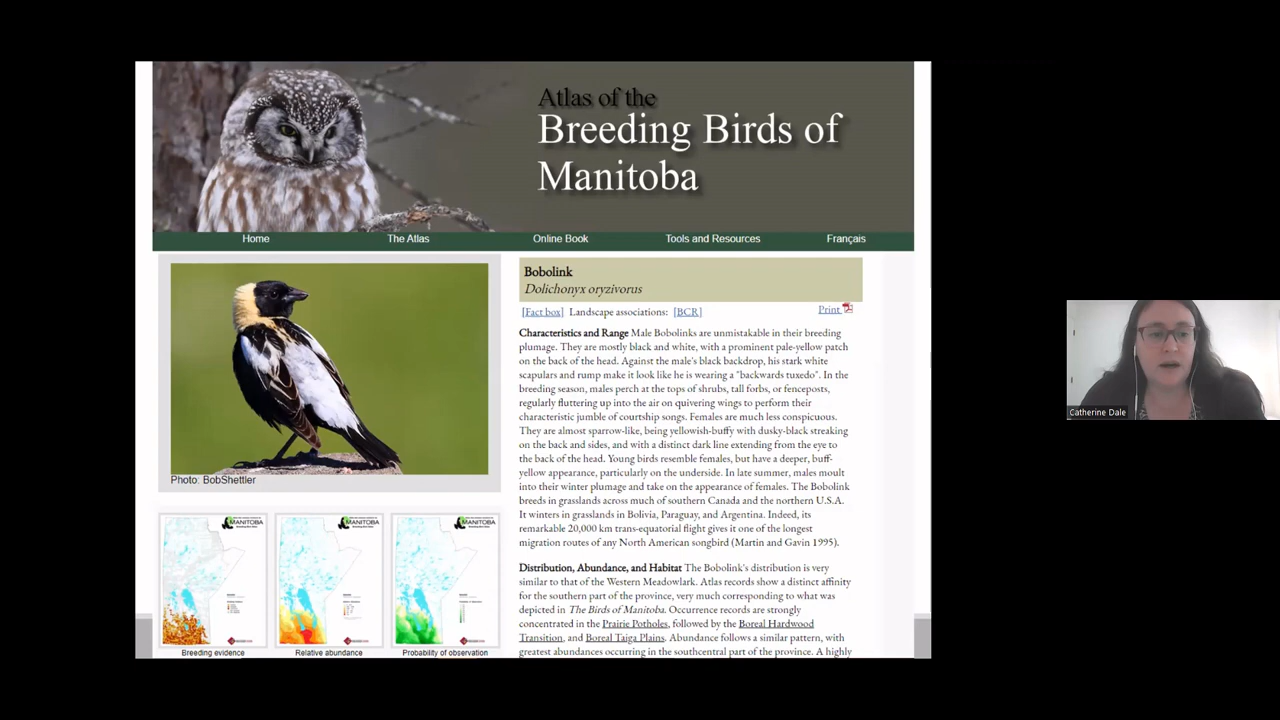 Atlas of the
Breeding Birds of
Manitoba
Home The Atlas Online Book Tools and Resources Français
Photo: BobShettler
MANITOBA
MANITOBA
MANITOBA
Breeding evidence
Relative abundance
Probability of observation
Bobolink
Dolichonyx oryzivorus
[Fact box] Landscape associations: [BCR]
Print
Characteristics and Range Male Bobolinks are unmistakable in their breeding
plumage. They are mostly black and white, with a prominent pale-yellow patch
on the back of the head. Against the male's black backdrop, his stark white
scapulars and rump make it look like he is wearing a "backwards tuxedo". In the
breeding season, males perch at the tops of shrubs, tall forbs, or fenceposts,
regularly fluttering up into the air on quivering wings to perform their
characteristic jumble of courtship songs. Females are much less conspicuous.
They are almost sparrow-like, being yellowish-buffy with dusky-black streaking
on the back and sides, and with a distinct dark line extending from the eye to
the back of the head. Young birds resemble females, but have a deeper, buff-
yellow appearance, particularly on the underside. In late summer, males moult
into their winter plumage and take on the appearance of females. The Bobolink
breeds in grasslands across much of southern Canada and the northern U.S.A.
It winters in grasslands in Bolivia, Paraguay, and Argentina. Indeed, its
remarkable 20,000 km trans-equatorial flight gives it one of the longest
migration routes of any North American songbird (Martin and Gavin 1995).
Distribution, Abundance, and Habitat The Bobolink's distribution is very
similar to that of the Western Meadowlark. Atlas records show a distinct affinity
for the southern part of the province, very much corresponding to what was
depicted in The Birds of Manitoba. Occurrence records are strongly
concentrated in the Prairie Potholes, followed by the Boreal Hardwood
Transition, and Boreal Taiga Plains. Abundance follows a similar pattern, with
greatest abundances occurring in the southcentral part of the province. A highly
Catherine Dale